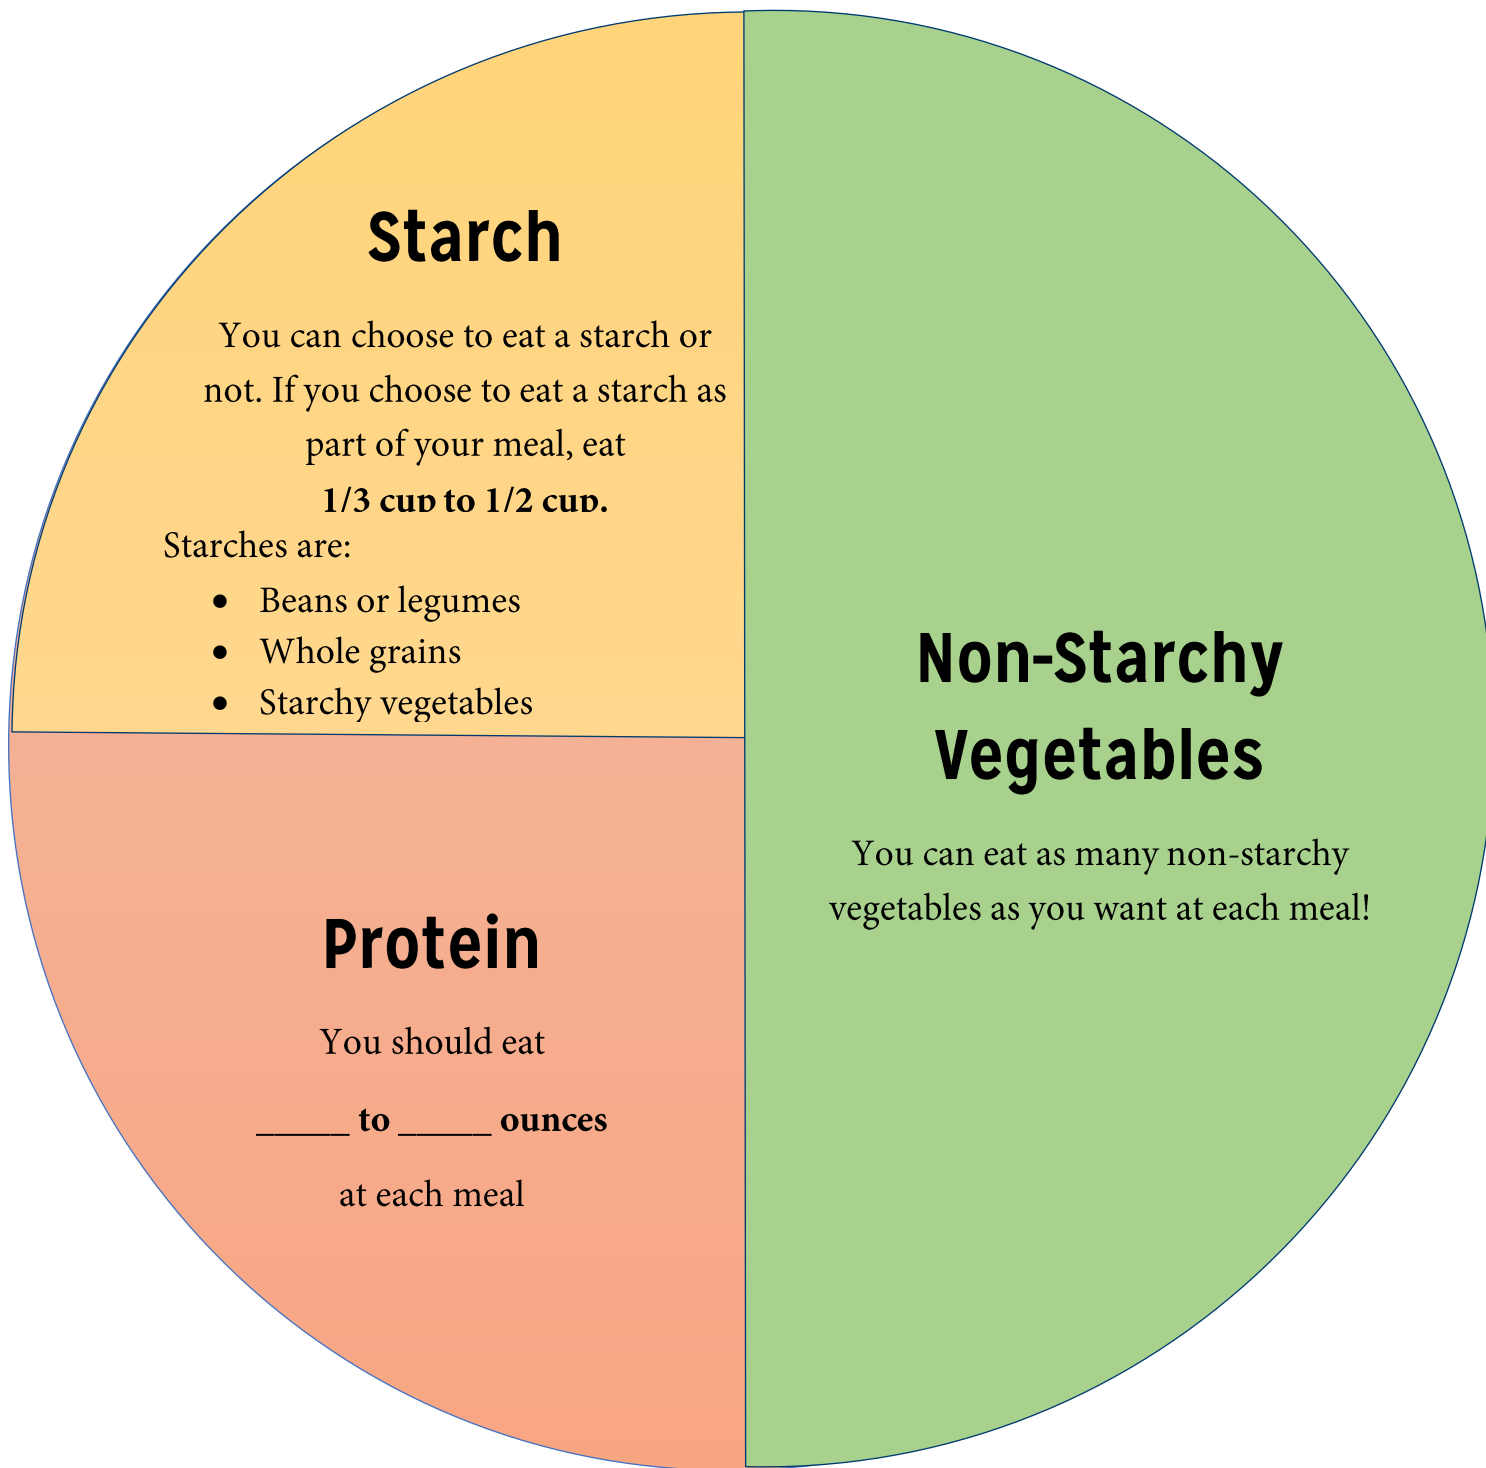 Starch
You can choose to eat a starch or
not. If you choose to eat a starch as
part of your meal, eat
1/3 cup to 1/2 cup.
Starches are:
• Beans or legumes
• Whole grains
• Starchy vegetables
Protein
You should eat
_____ to _____ ounces
at each meal
Non-Starchy
Vegetables
You can eat as many non-starchy
vegetables as you want at each meal!